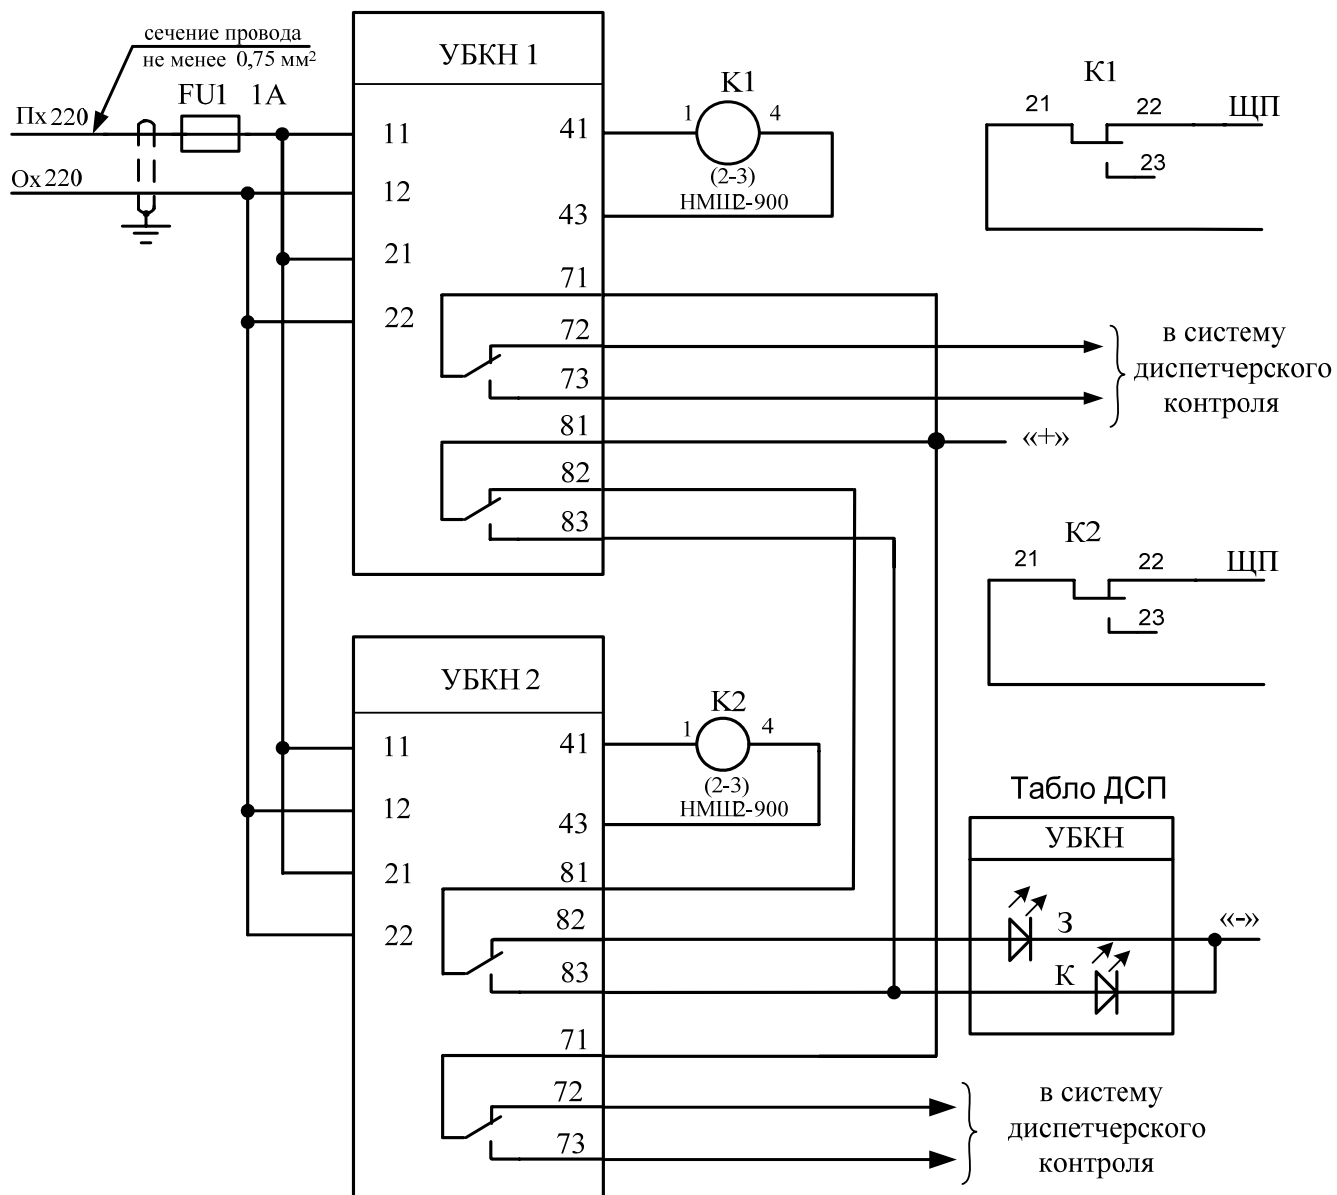 сечение провода
не менее 0,75 мм²
FU1 1А
Пх 220
Ох 220
УБКН 1
11
12
21
22
41
43
71
72
73
81
82
83
К1
1
4
(2-3)
НМШ2-900
К1
21
22
ЩП
23
в систему
диспетчерского
контроля
«+»
К2
21
22
ЩП
23
УБКН 2
11
12
21
22
41
43
81
82
83
71
72
73
К2
1
4
(2-3)
НМШ2-900
Табло ДСП
УБКН
З
К
«-»
в систему
диспетчерского
контроля